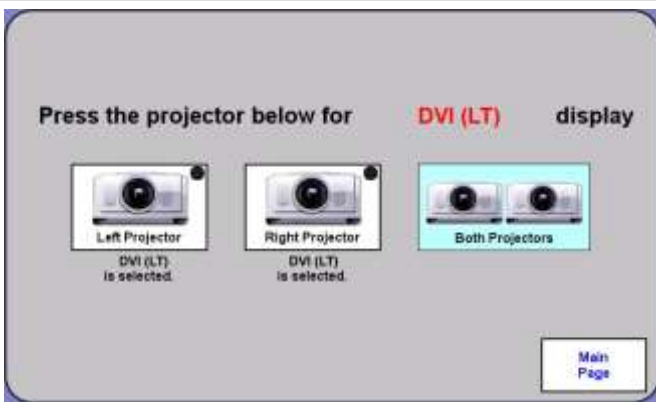 Press the projector below for DVI (LT) display
Left Projector
Right Projector
Both Projectors
DVI (LT)
is selected.
DVI (LT)
is selected.
Main
Page